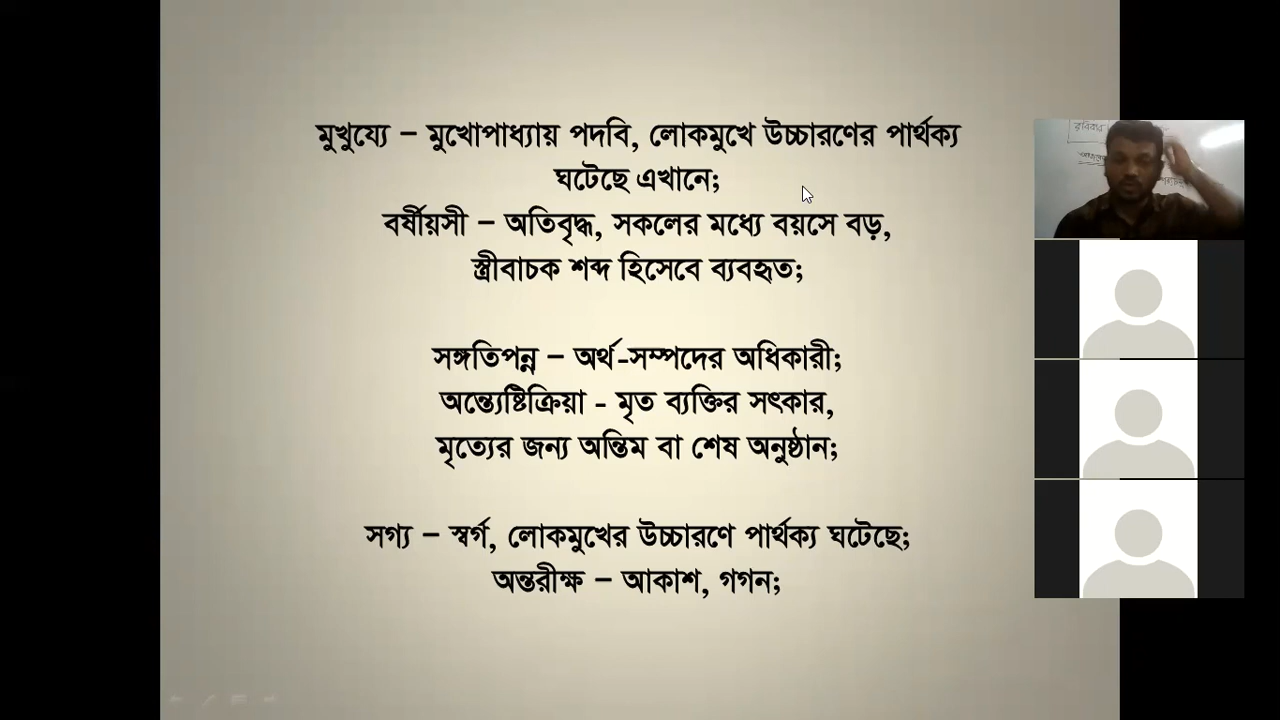 মুখুয্যে – মুখোপাধ্যায় পদবি, লোকমুখে উচ্চারণের পার্থক্য
ঘটেছে এখানে;
বর্ষীয়সী – অতিবৃদ্ধ, সকলের মধ্যে বয়সে বড়,
স্ত্রীবাচক শব্দ হিসেবে ব্যবহৃত;
সঙ্গতিপন্ন – অর্থ-সম্পদের অধিকারী;
অন্ত্যেষ্টিক্রিয়া - মৃত ব্যক্তির সৎকার,
মৃত্যের জন্য অন্তিম বা শেষ অনুষ্ঠান;
সগ্য – স্বর্গ, লোকমুখের উচ্চারণে পার্থক্য ঘটেছে;
অন্তরীক্ষ – আকাশ, গগন;
রবিবার